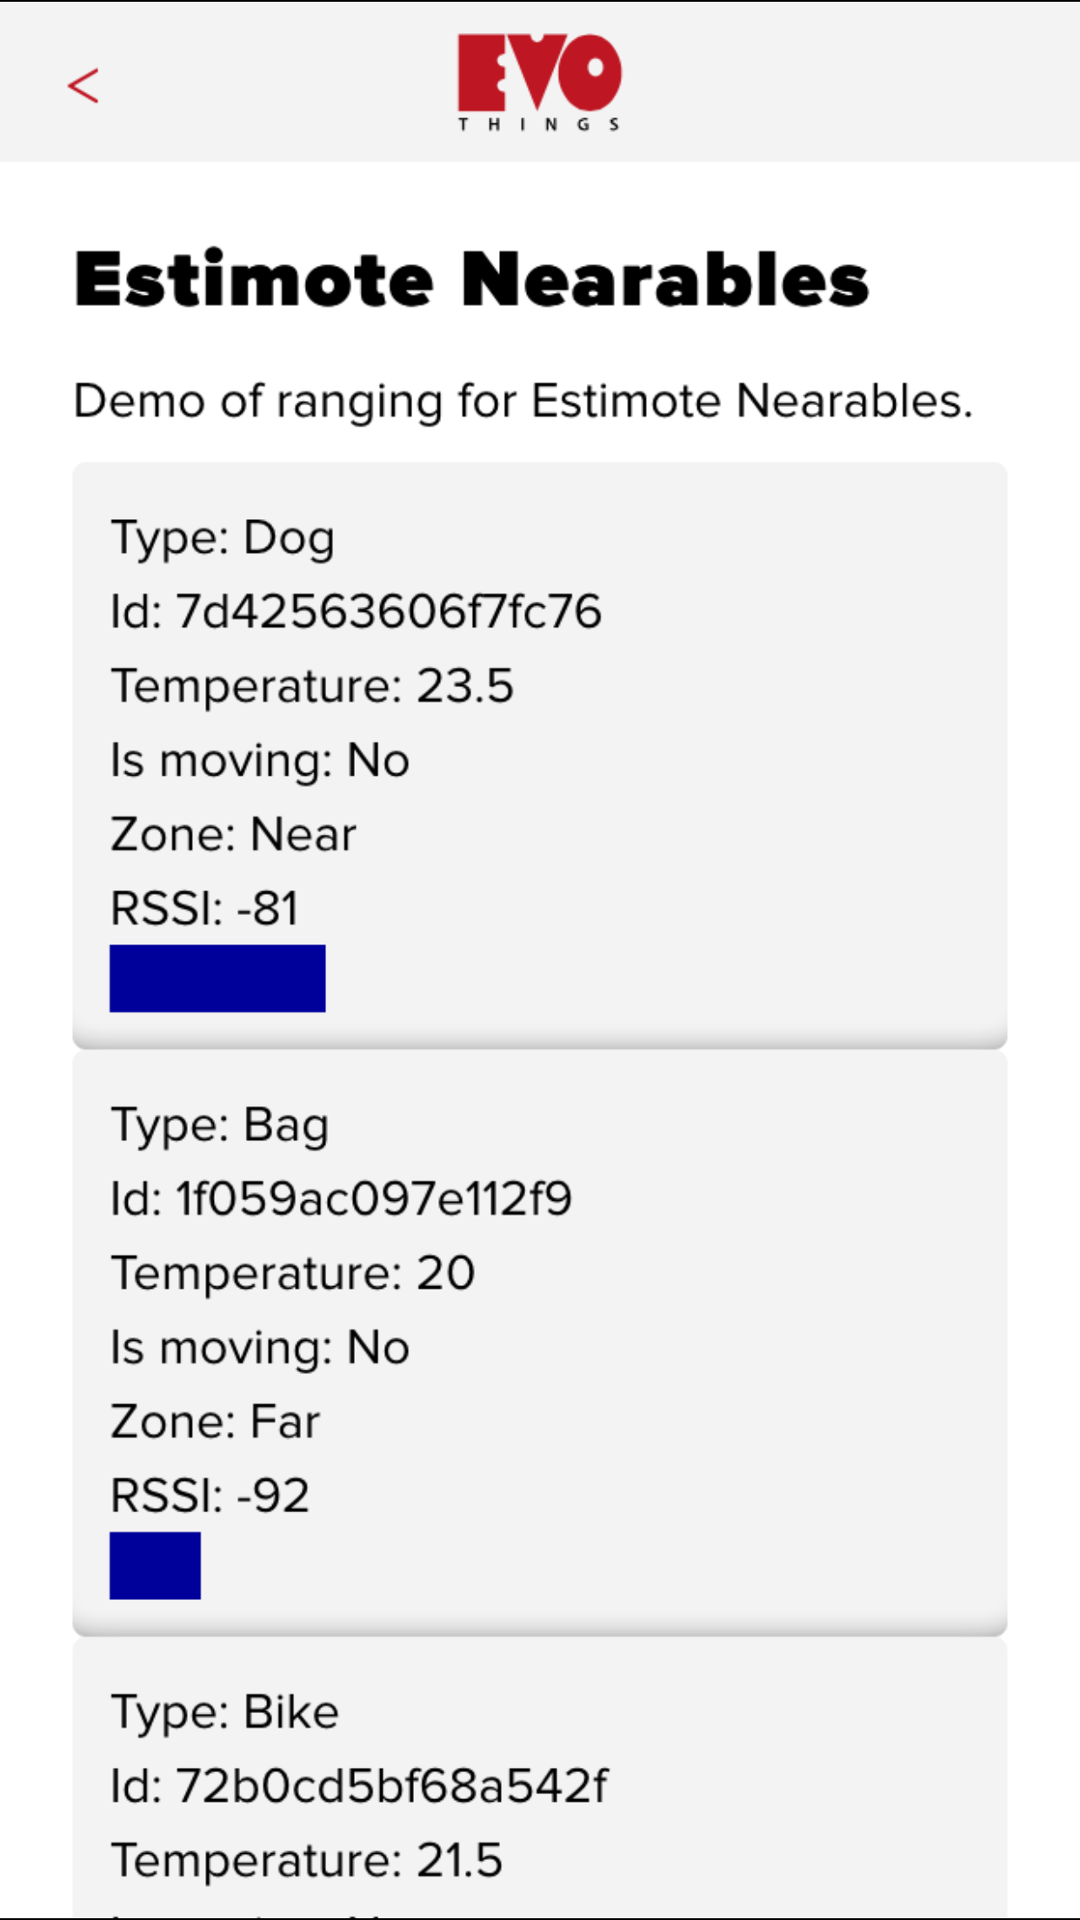 <
EVO
THINGS
Estimote Nearables
Demo of ranging for Estimote Nearables.
Type: Dog
Id: 7d42563606f7fc76
Temperature: 23.5
Is moving: No
Zone: Near
RSSI: -81
Type: Bag
Id: 1f059ac097e112f9
Temperature: 20
Is moving: No
Zone: Far
RSSI: -92
Type: Bike
Id: 72b0cd5bf68a542f
Temperature: 21.5